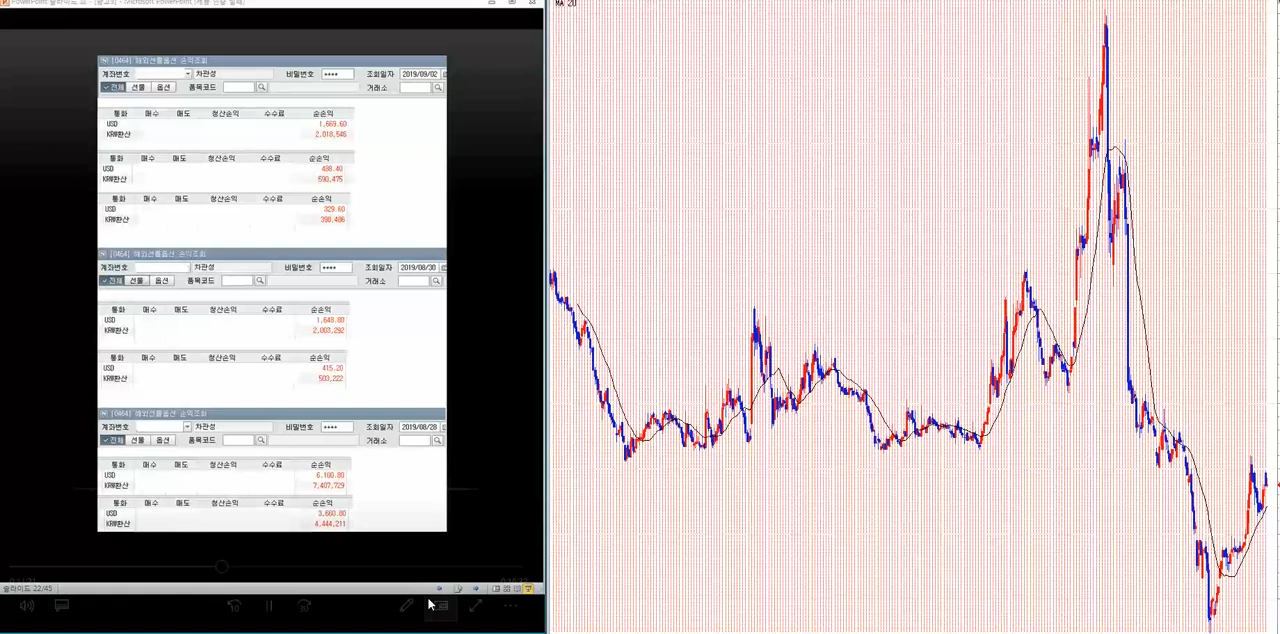 MA 20
[0464] 해외선물옵션 손익조회
계좌번호 차관성 비밀번호 **** 조회일자 2019/09/02
전체 선물 옵션 품목코드 거래소
통화 매수 매도 청산손익 수수료 순손익
USD 1,669.60
KRW환산 2,018,546
통화 매수 매도 청산손익 수수료 순손익
USD 488.40
KRW환산 590,475
통화 매수 매도 청산손익 수수료 순손익
USD 329.60
KRW환산 398,486
[0464] 해외선물옵션 손익조회
계좌번호 차관성 비밀번호 **** 조회일자 2019/08/30
전체 선물 옵션 품목코드 거래소
통화 매수 매도 청산손익 수수료 순손익
USD 1,648.80
KRW환산 2,003,292
통화 매수 매도 청산손익 수수료 순손익
USD 415.20
KRW환산 503,222
[0464] 해외선물옵션 손익조회
계좌번호 차관성 비밀번호 **** 조회일자 2019/08/28
전체 선물 옵션 품목코드 거래소
통화 매수 매도 청산손익 수수료 순손익
USD 6,100.80
KRW환산 7,407,729
통화 매수 매도 청산손익 수수료 순손익
USD 3,660.80
KRW환산 4,444,211
슬라이드 22/45
10 30